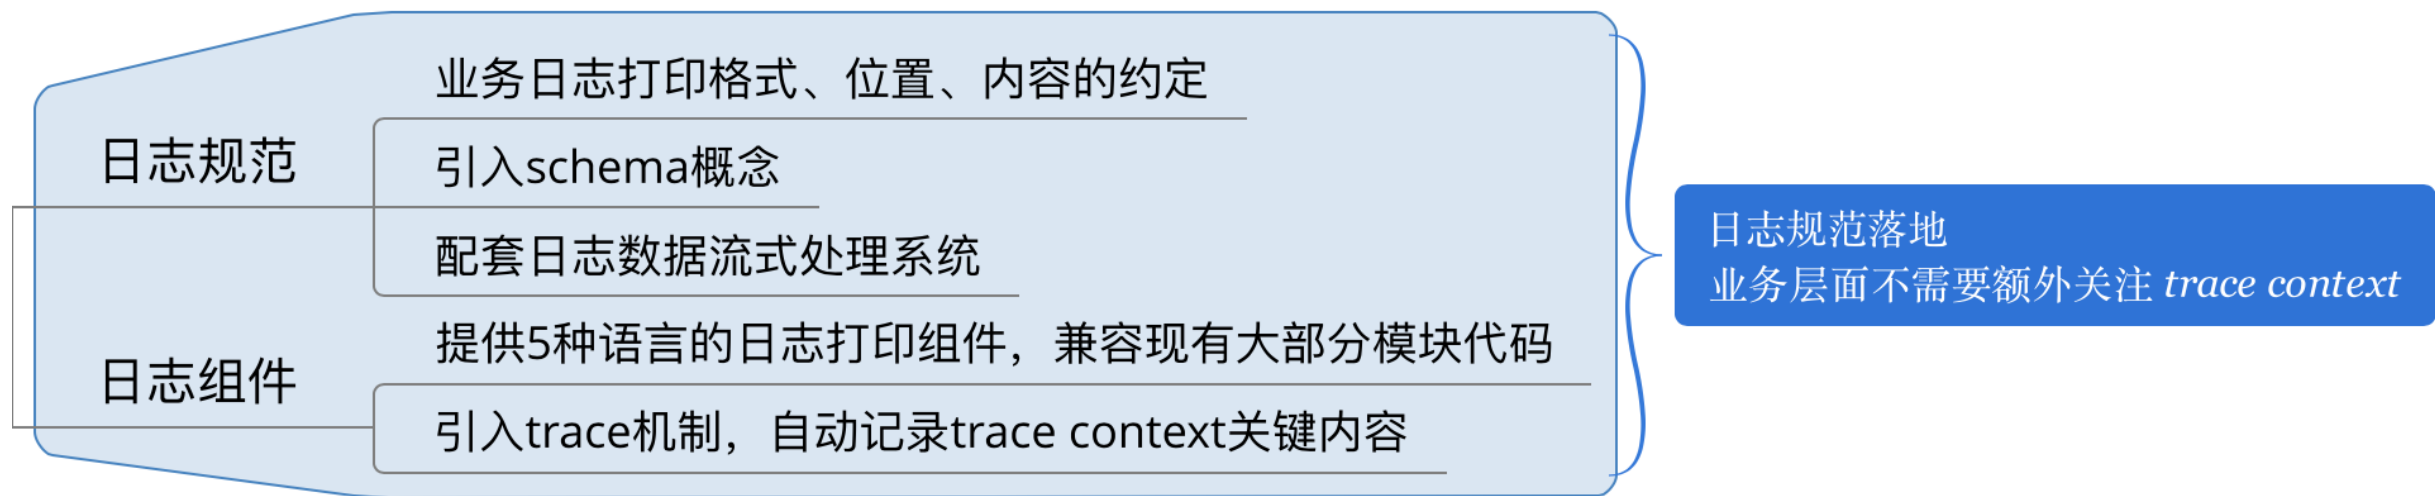 日志规范
业务日志打印格式、位置、内容的约定
引入schema概念
配套日志数据流式处理系统
日志组件
提供5种语言的日志打印组件，兼容现有大部分模块代码
引入trace机制，自动记录trace context关键内容
日志规范落地
业务层面不需要额外关注 trace context